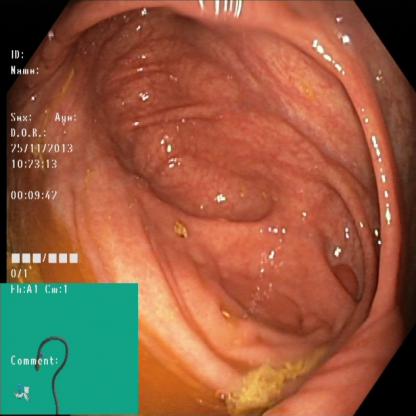 ID:
Name:
Sex: Age:
D.O.B.:
25/11/2013
10:23:13
00:09:42
■■■/■■■
0/1
Eh:A1 Cm:1
Comment: